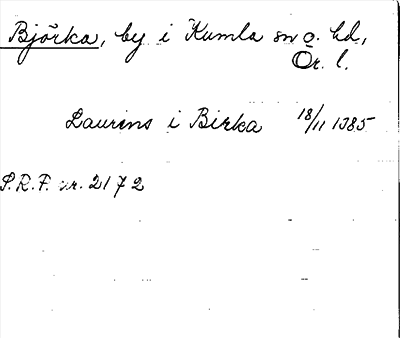 Björka, by i Kumla sn o. hd,
Ör. l.
Laurens i Birka 18/11 1385
S.R.P. nr. 2172